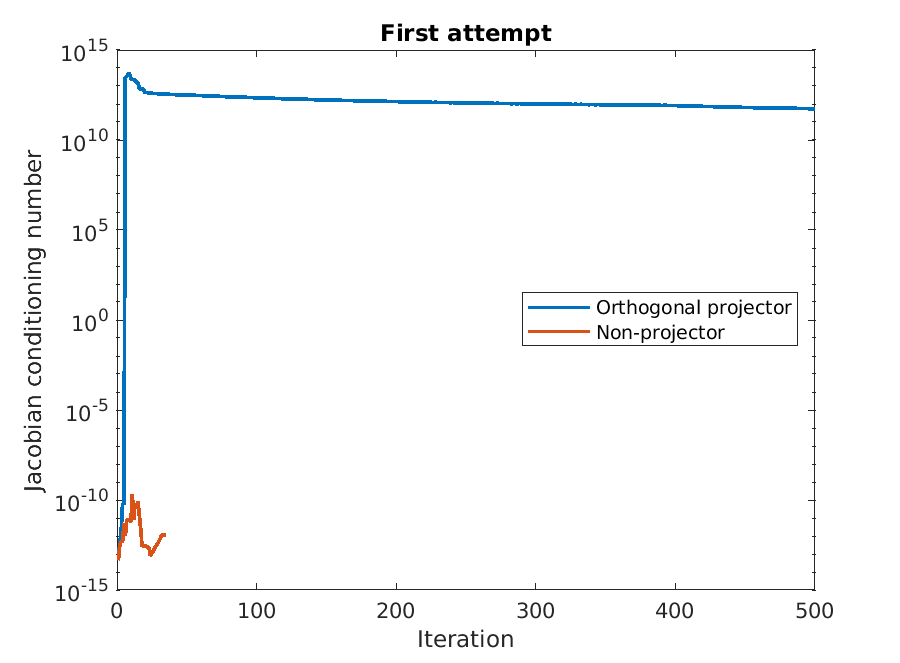 First attempt
Jacobian conditioning number
10^15
10^10
10^5
10^0
10^-5
10^-10
10^-15
Orthogonal projector
Non-projector
0 100 200 300 400 500
Iteration